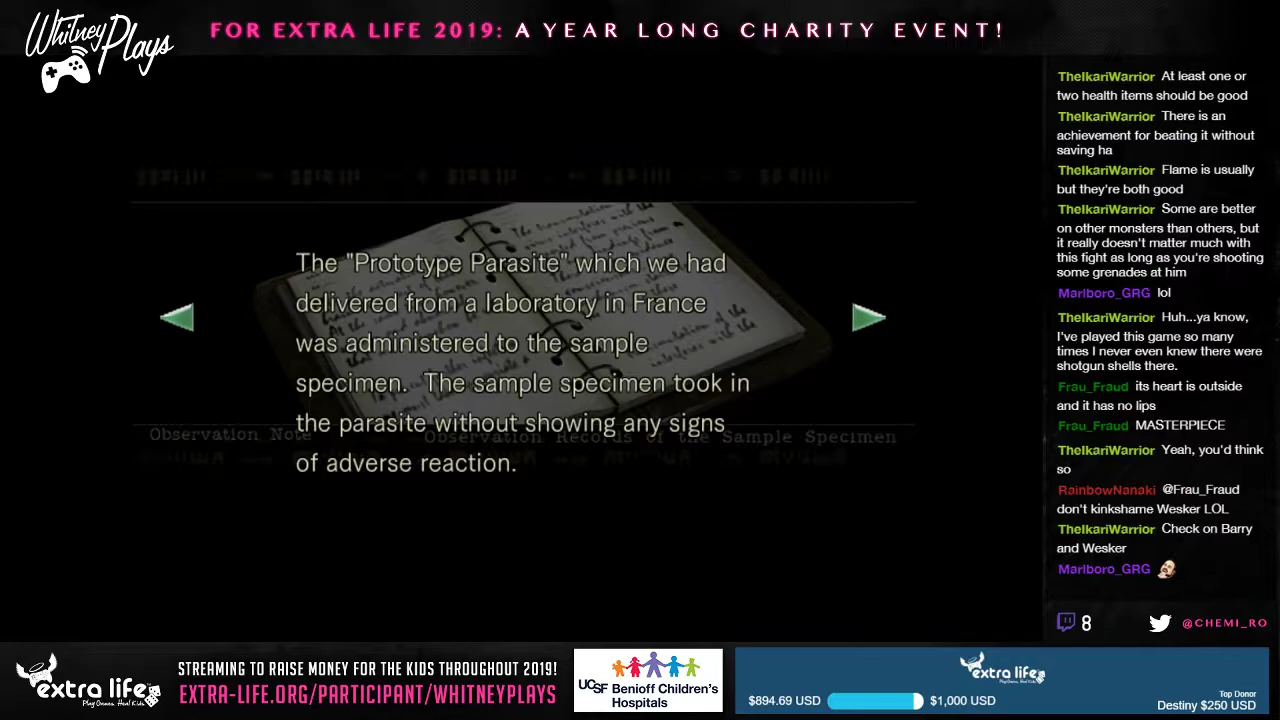 Whitney Plays
FOR EXTRA LIFE 2019: A YEAR LONG CHARITY EVENT!
The "Prototype Parasite" which we had
delivered from a laboratory in France
was administered to the sample
specimen. The sample specimen took in
the parasite without showing any signs
of adverse reaction.
Observation Note
Observation Records of the Sample Specimen
TheIkariWarrior At least one or
two health items should be good
TheIkariWarrior There is an
achievement for beating it without
saving ha
TheIkariWarrior Flame is usually
but they're both good
TheIkariWarrior Some are better
on other monsters than others, but
it really doesn't matter much with
this fight as long as you're shooting
some grenades at him
Marlboro_GRG lol
TheIkariWarrior Huh...ya know,
I've played this game so many
times I never even knew there were
shotgun shells there.
Frau_Fraud its heart is outside
and it has no lips
Frau_Fraud MASTERPIECE
TheIkariWarrior Yeah, you'd think
so
RainbowNanaki @Frau_Fraud
don't kinkshame Wesker LOL
TheIkariWarrior Check on Barry
and Wesker
Marlboro_GRG
8
@CHEMI_RO
extra life
Play Games. Heal Kids.
STREAMING TO RAISE MONEY FOR THE KIDS THROUGHOUT 2019!
EXTRA-LIFE.ORG/PARTICIPANT/WHITNEYPLAYS
UCSF Benioff Children's
Hospitals
extra life
Play Games. Heal Kids.
$894.69 USD
$1,000 USD
Top Donor
Destiny $250 USD